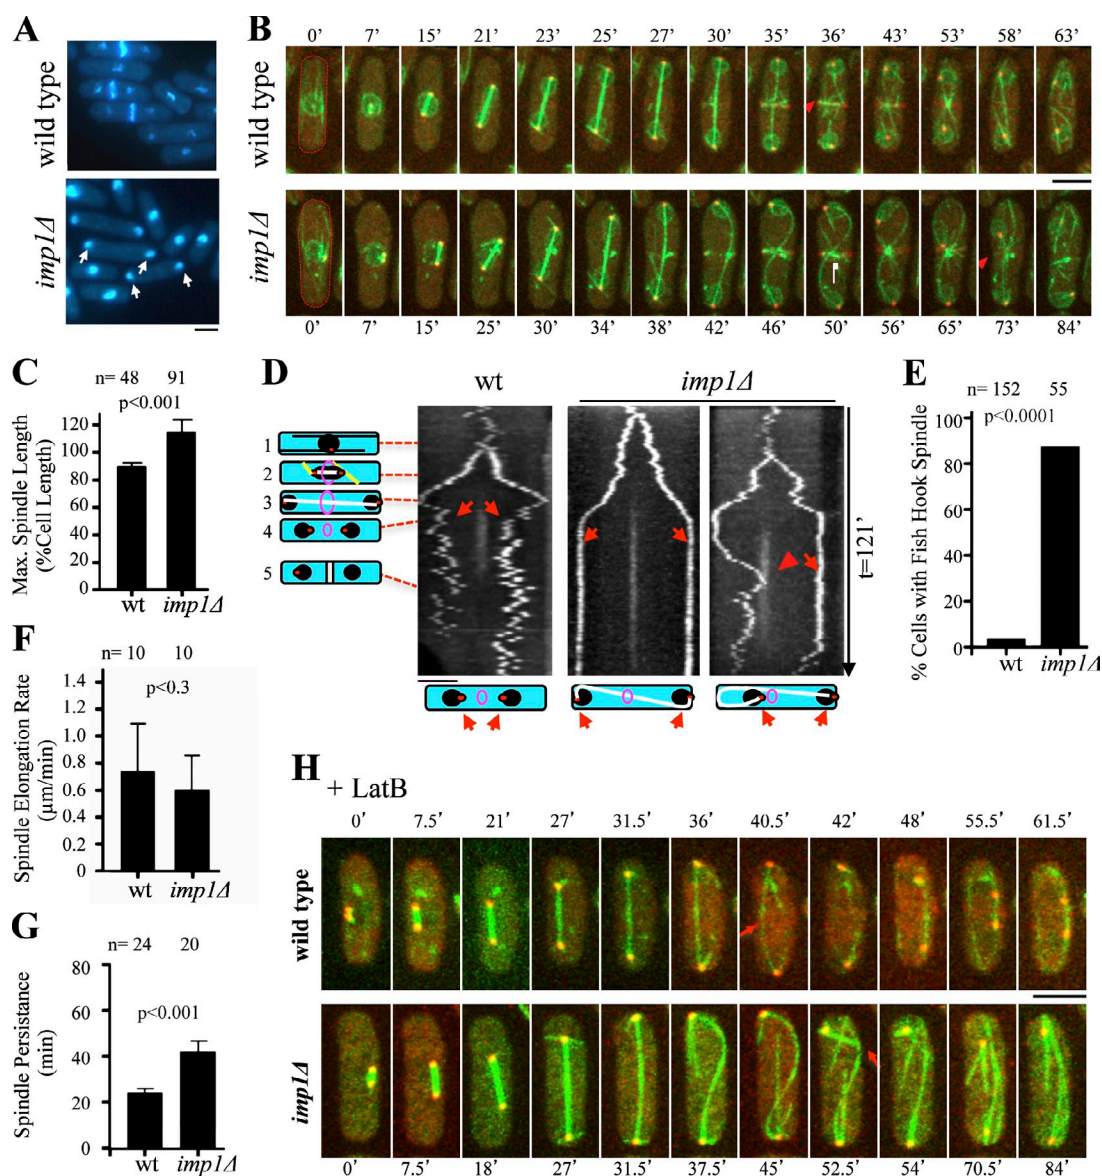 A
wild type
imp1Δ
B
0' 7' 15' 21' 23' 25' 27' 30' 35' 36' 43' 53' 58' 63'
wild type
imp1Δ
0' 7' 15' 25' 30' 34' 38' 42' 46' 50' 56' 65' 73' 84'
C
n= 48 91
p<0.001
Max. Spindle Length
(%Cell Length)
120
100
80
60
40
20
0
wt imp1Δ
D
wt imp1Δ
1
2
3
4
5
t=121'
E
n= 152 55
p<0.0001
% Cells with Fish Hook Spindle
100
80
60
40
20
0
wt imp1Δ
F
n= 10 10
p<0.3
Spindle Elongation Rate
(μm/min)
1.4
1.2
1.0
0.8
0.6
0.4
0.2
0
wt imp1Δ
G
n= 24 20
p<0.001
Spindle Persistance
(min)
80
60
40
20
0
wt imp1Δ
H + LatB
0' 7.5' 21' 27' 31.5' 36' 40.5' 42' 48' 55.5' 61.5'
wild type
imp1Δ
0' 7.5' 18' 27' 31.5' 37.5' 45' 52.5' 54' 70.5' 84'